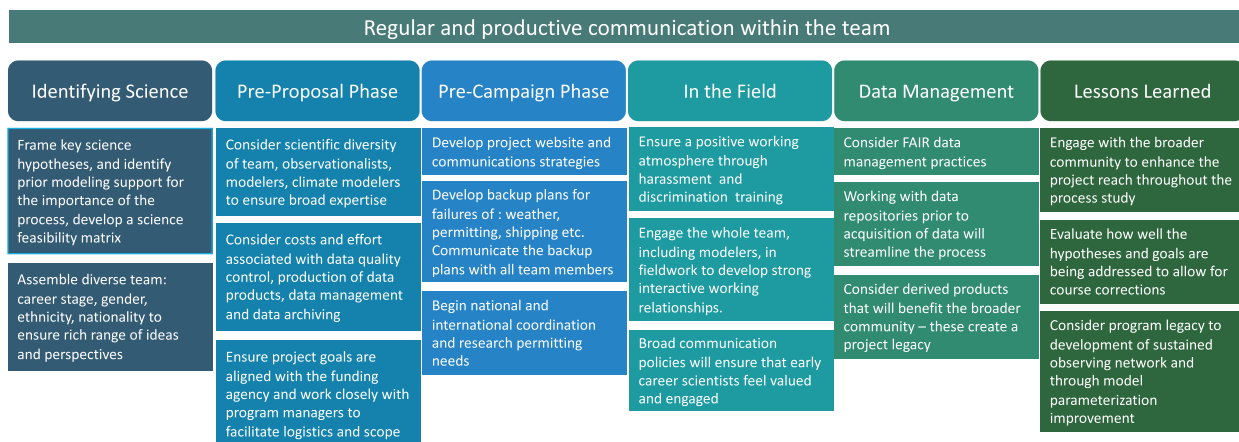 Regular and productive communication within the team
Identifying Science
Frame key science
hypotheses, and identify
prior modeling support for
the importance of the
process, develop a science
feasibility matrix
Assemble diverse team:
career stage, gender,
ethnicity, nationality to
ensure rich range of ideas
and perspectives
Pre-Proposal Phase
Consider scientific diversity
of team, observationalists,
modelers, climate modelers
to ensure broad expertise
Consider costs and effort
associated with data quality
control, production of data
products, data management
and data archiving
Ensure project goals are
aligned with the funding
agency and work closely with
program managers to
facilitate logistics and scope
Pre-Campaign Phase
Develop project website and
communications strategies
Develop backup plans for
failures of : weather,
permitting, shipping etc.
Communicate the backup
plans with all team members
Begin national and
international coordination
and research permitting
needs
In the Field
Ensure a positive working
atmosphere through
harassment and
discrimination training
Engage the whole team,
including modelers, in
fieldwork to develop strong
interactive working
relationships.
Broad communication
policies will ensure that early
career scientists feel valued
and engaged
Data Management
Consider FAIR data
management practices
Working with data
repositories prior to
acquisition of data will
streamline the process
Consider derived products
that will benefit the broader
community – these create a
project legacy
Lessons Learned
Engage with the broader
community to enhance the
project reach throughout the
process study
Evaluate how well the
hypotheses and goals are
being addressed to allow for
course corrections
Consider program legacy to
development of sustained
observing network and
through model
parameterization
improvement